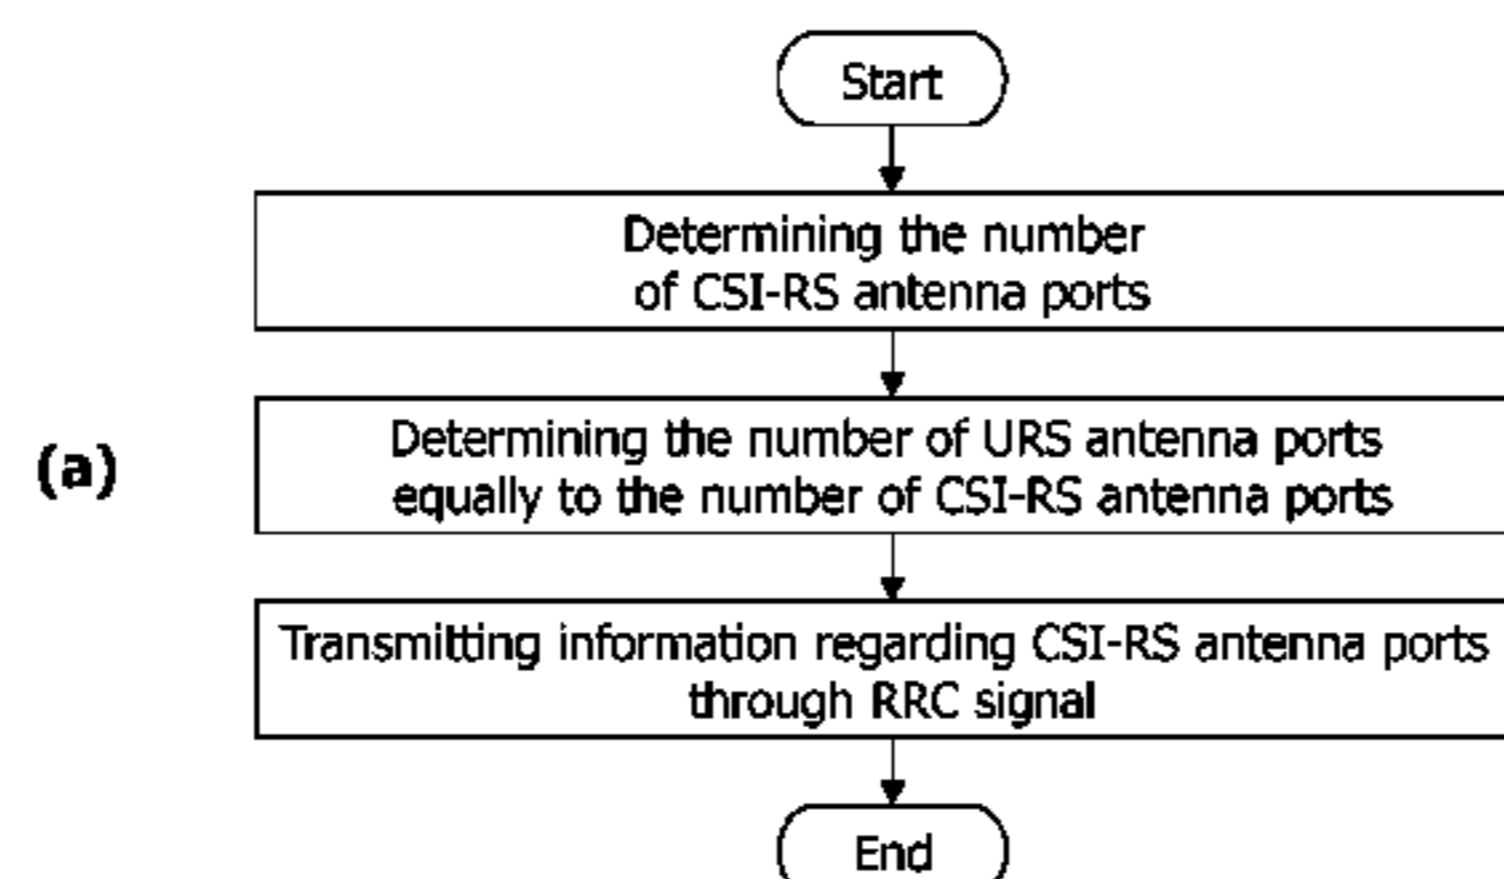 Start
Determining the number
of CSI-RS antenna ports
(a)
Determining the number of URS antenna ports
equally to the number of CSI-RS antenna ports
Transmitting information regarding CSI-RS antenna ports
through RRC signal
End